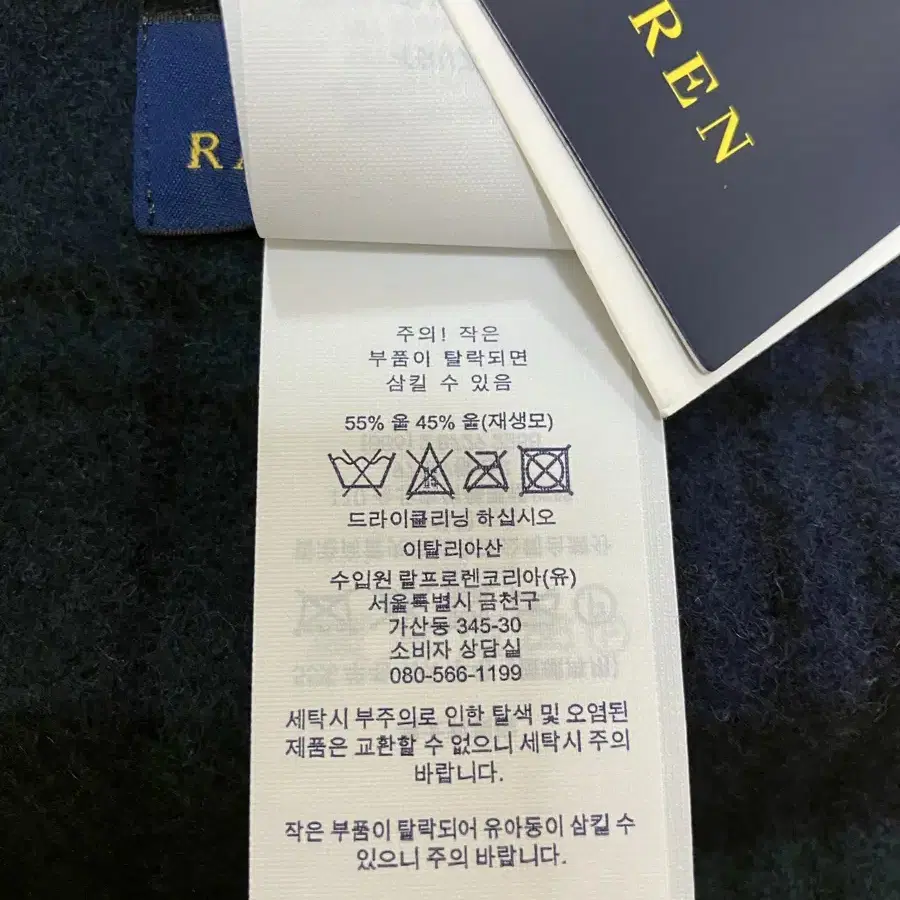 REN
주의! 작은
부품이 탈락되면
삼킬 수 있음
55% 울 45% 울(재생모)
드라이클리닝 하십시오
이탈리아산
수입원 랄프로렌코리아(유)
서울특별시 금천구
가산동 345-30
소비자 상담실
080-566-1199
세탁시 부주의로 인한 탈색 및 오염된
제품은 교환할 수 없으니 세탁시 주의
바랍니다.
작은 부품이 탈락되어 유아둥이 삼킬 수
있으니 주의 바랍니다.